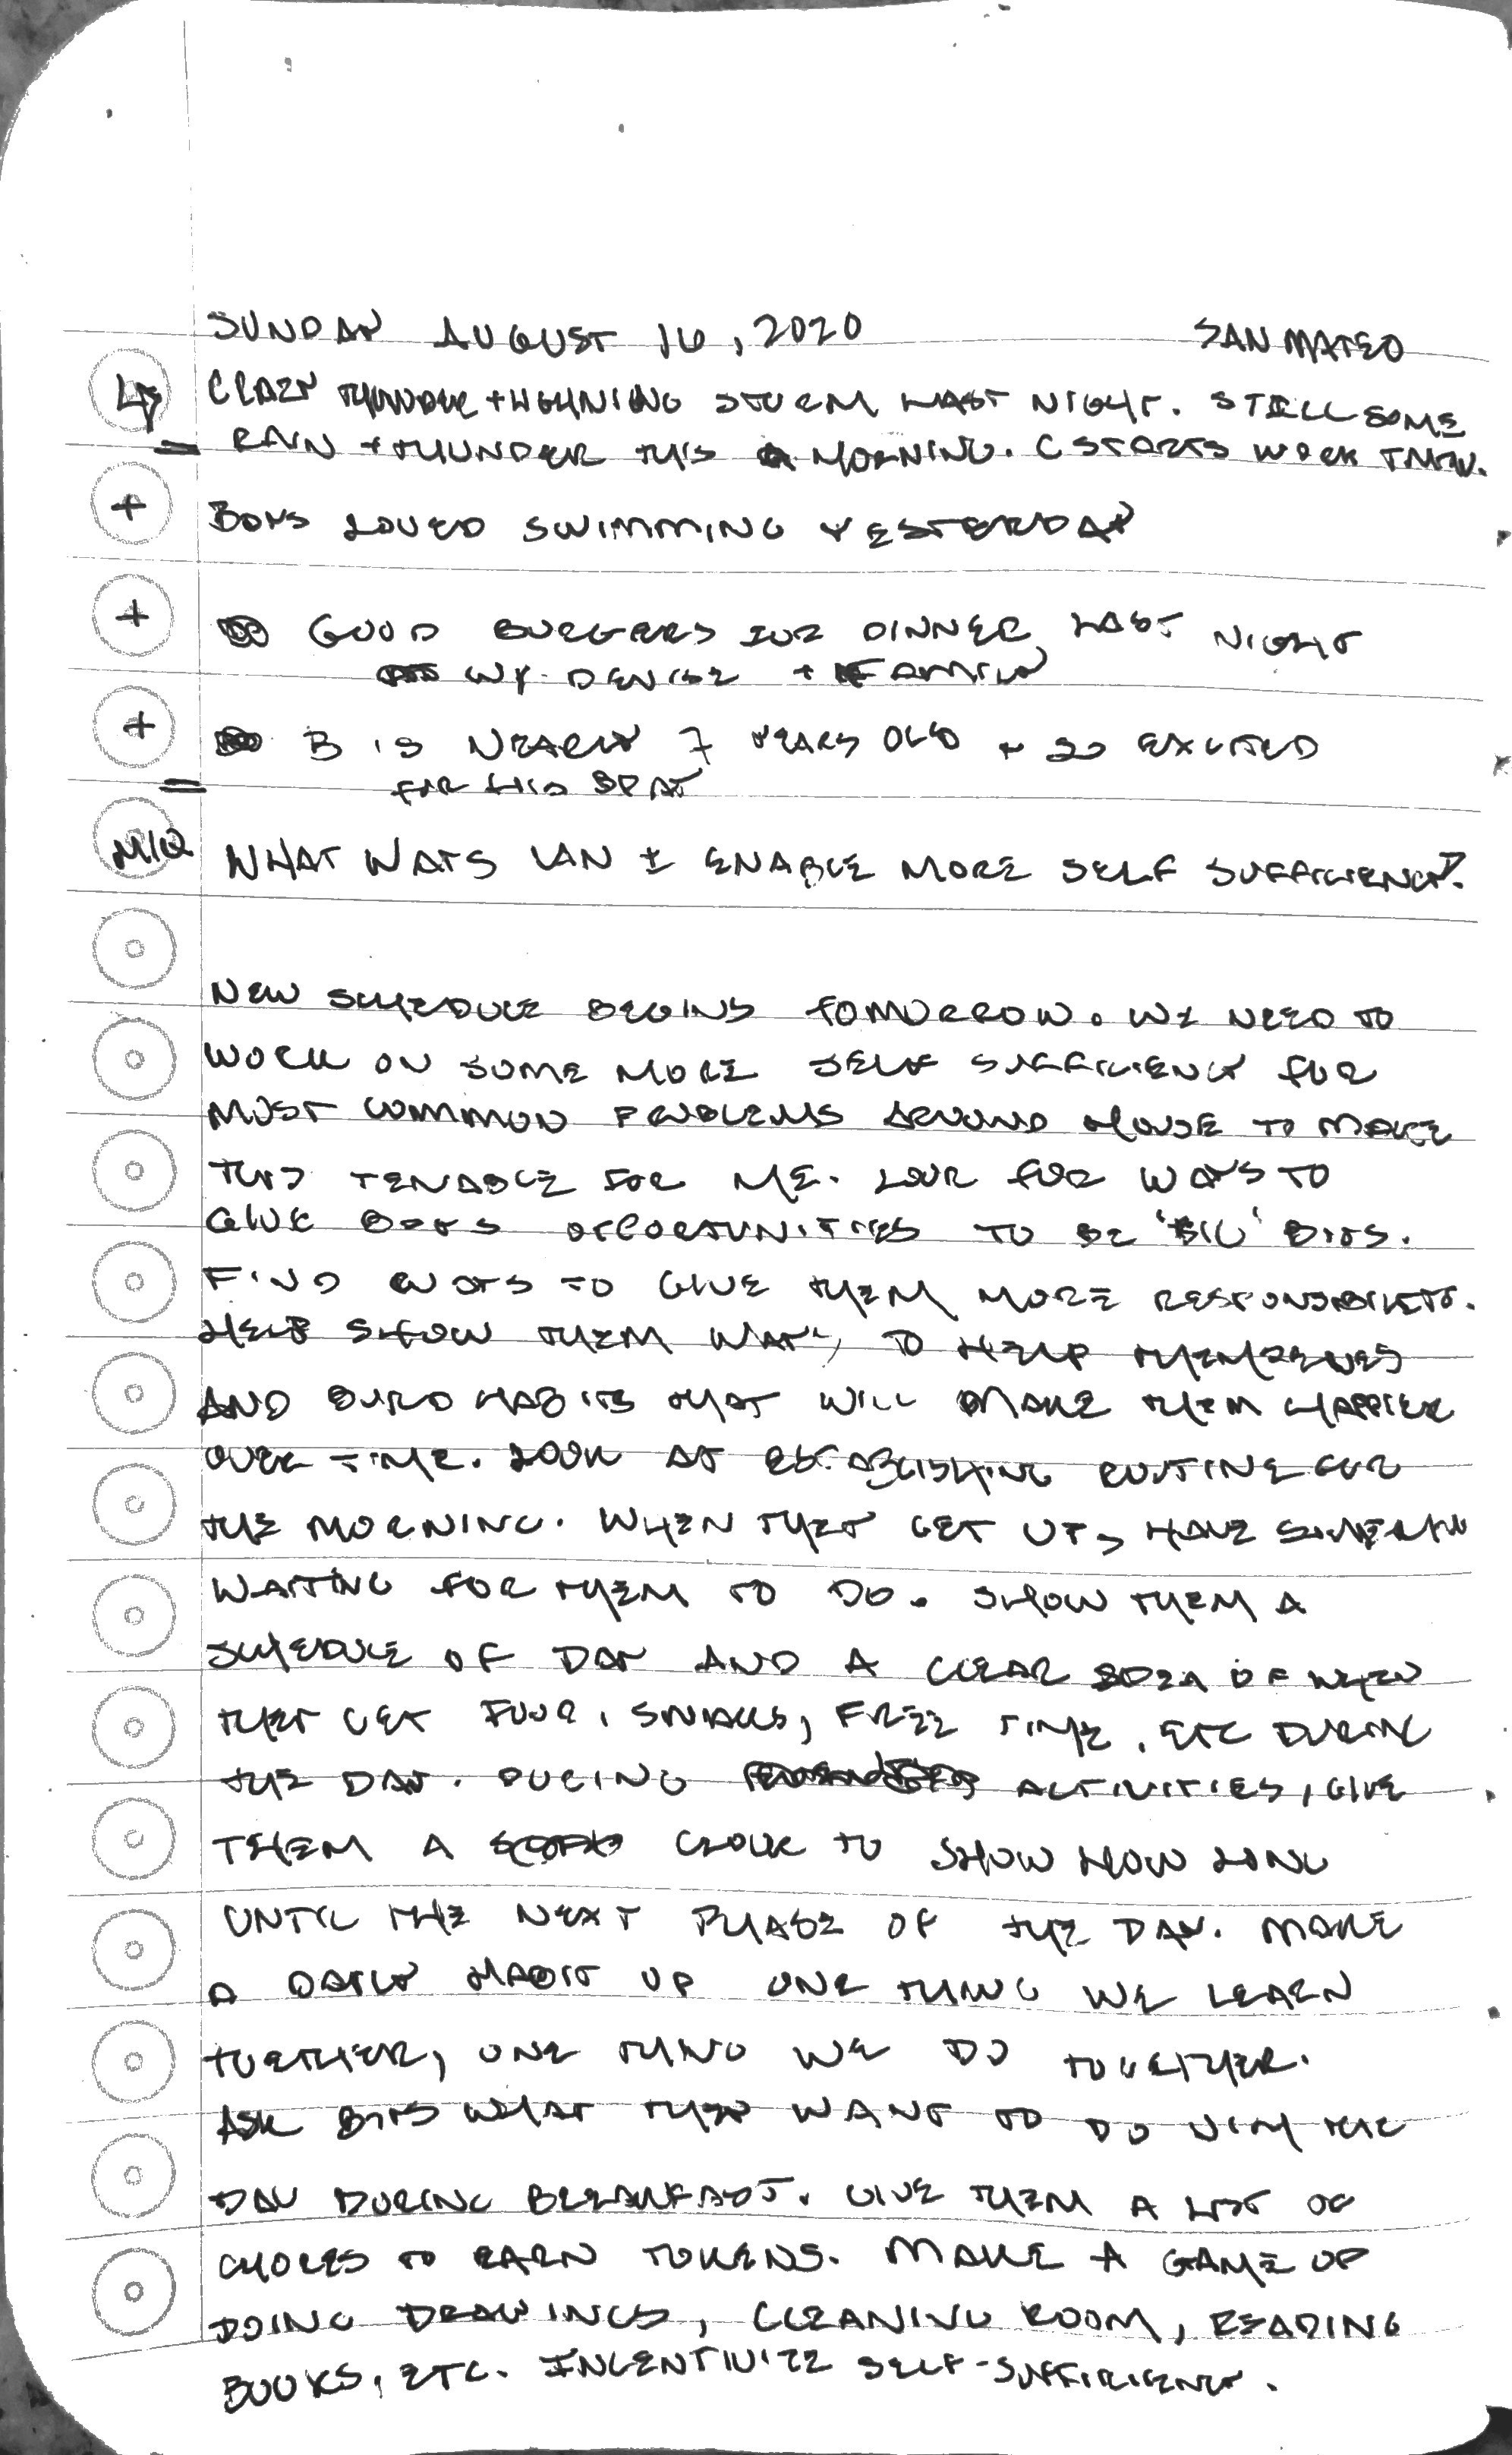 SUNDAY AUGUST 16, 2020 SAN MATEO
CRAZY THUNDER + LIGHTNING STORM LAST NIGHT. STILL SOME
RAIN + THUNDER THIS MORNING. C STARTS WORK TMRW.
+ BOYS LOVED SWIMMING YESTERDAY
+ GOOD BURGERS FOR DINNER LAST NIGHT
W/ DENISE + FAMILY
+ B IS NEARLY 7 YEARS OLD + SO EXCITED
FOR HIS BDAY
MIQ WHAT WAYS CAN I ENABLE MORE SELF SUFFICIENCY?
NEW SCHEDULE BEGINS TOMORROW. WE NEED TO
WORK ON SOME MORE SELF SUFFICIENCY FOR
MOST COMMON PROBLEMS AROUND HOUSE TO MAKE
THIS TENABLE FOR ME. LOOK FOR WAYS TO
GIVE BOYS OPPORTUNITIES TO BE 'BIG' BOYS.
FIND WAYS TO GIVE THEM MORE RESPONSIBILITY.
HELP SHOW THEM WAYS TO HELP THEMSELVES
AND BUILD HABITS THAT WILL MAKE THEM HAPPIER
OVER TIME. LOOK AT ESTABLISHING ROUTINE FOR
THE MORNING. WHEN THEY GET UP, HAVE SOMETHING
WAITING FOR THEM TO DO. SHOW THEM A
SCHEDULE OF DAY AND A CLEAR IDEA OF WHEN
THEY GET FOOD, SNACKS, FREE TIME, ETC DURING
THE DAY. DURING ACTIVITIES, GIVE
THEM A CLOCK TO SHOW HOW LONG
UNTIL THE NEXT PHASE OF THE DAY. MAKE
A DAILY HABIT OF ONE THING WE LEARN
TOGETHER, ONE THING WE DO TOGETHER.
ASK BOYS WHAT THEY WANT TO DO WITH THE
DAY DURING BREAKFAST. GIVE THEM A LIST OF
CHORES TO EARN TOKENS. MAKE A GAME OF
DOING DRAWINGS, CLEANING ROOM, READING
BOOKS, ETC. INCENTIVIZE SELF-SUFFICIENCY.